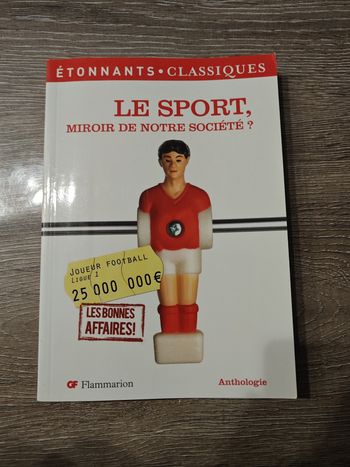 ÉTONNANTS • CLASSIQUES
LE SPORT,
MIROIR DE NOTRE SOCIÉTÉ ?
JOUEUR FOOTBALL
LIGUE 1
25 000 000€
LES BONNES
AFFAIRES!
GF Flammarion
Anthologie